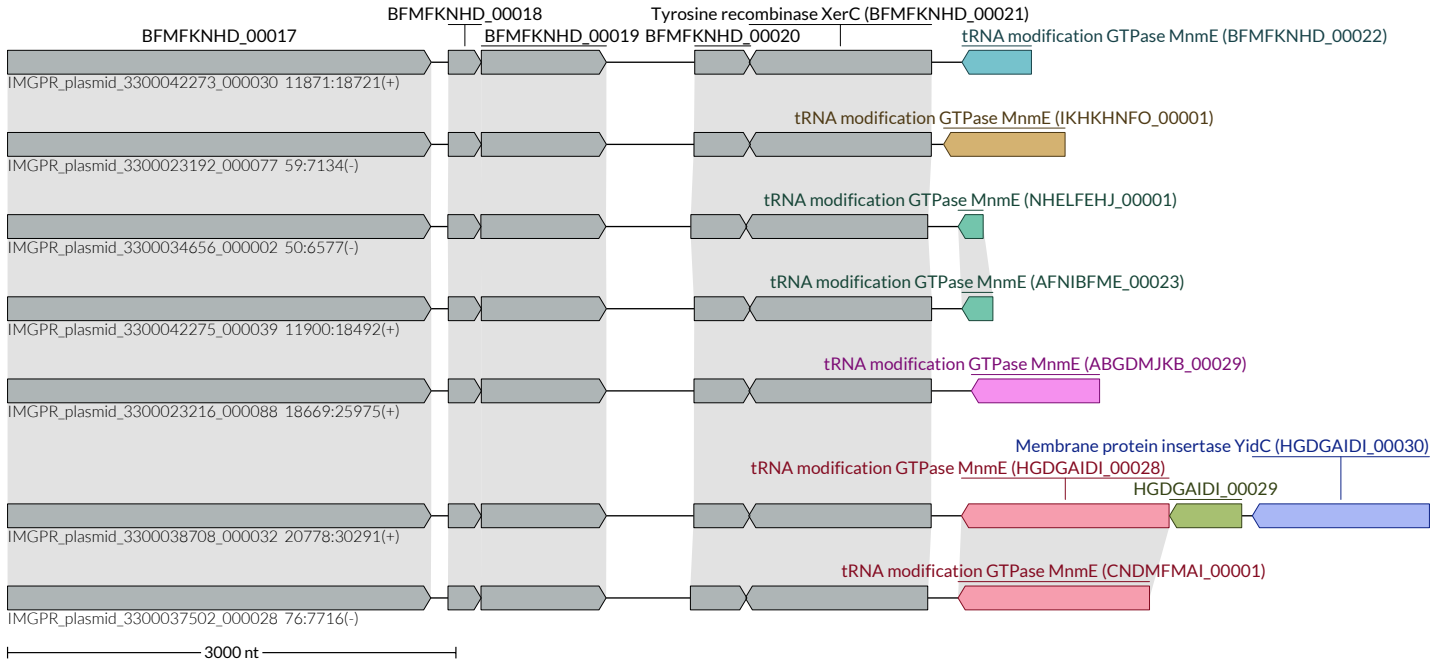 BFMFKNHD_00018
Tyrosine recombinase XerC (BFMFKNHD_00021)
BFMFKNHD_00017
BFMFKNHD_00019
BFMFKNHD_00020
tRNA modification GTPase MnmE (BFMFKNHD_00022)
IMGPR_plasmid_3300042273_000030 11871:18721(+)
tRNA modification GTPase MnmE (IKHKHNFO_00001)
IMGPR_plasmid_3300023192_000077 59:7134(-)
tRNA modification GTPase MnmE (NHELFEHJ_00001)
IMGPR_plasmid_3300034656_000002 50:6577(-)
tRNA modification GTPase MnmE (AFNIBFME_00023)
IMGPR_plasmid_3300042275_000039 11900:18492(+)
tRNA modification GTPase MnmE (ABGDMJKB_00029)
IMGPR_plasmid_3300023216_000088 18669:25975(+)
Membrane protein insertase YidC (HGDGAIDI_00030)
tRNA modification GTPase MnmE (HGDGAIDI_00028)
HGDGAIDI_00029
IMGPR_plasmid_3300038708_000032 20778:30291(+)
tRNA modification GTPase MnmE (CNDMFMAI_00001)
IMGPR_plasmid_3300037502_000028 76:7716(-)
3000 nt